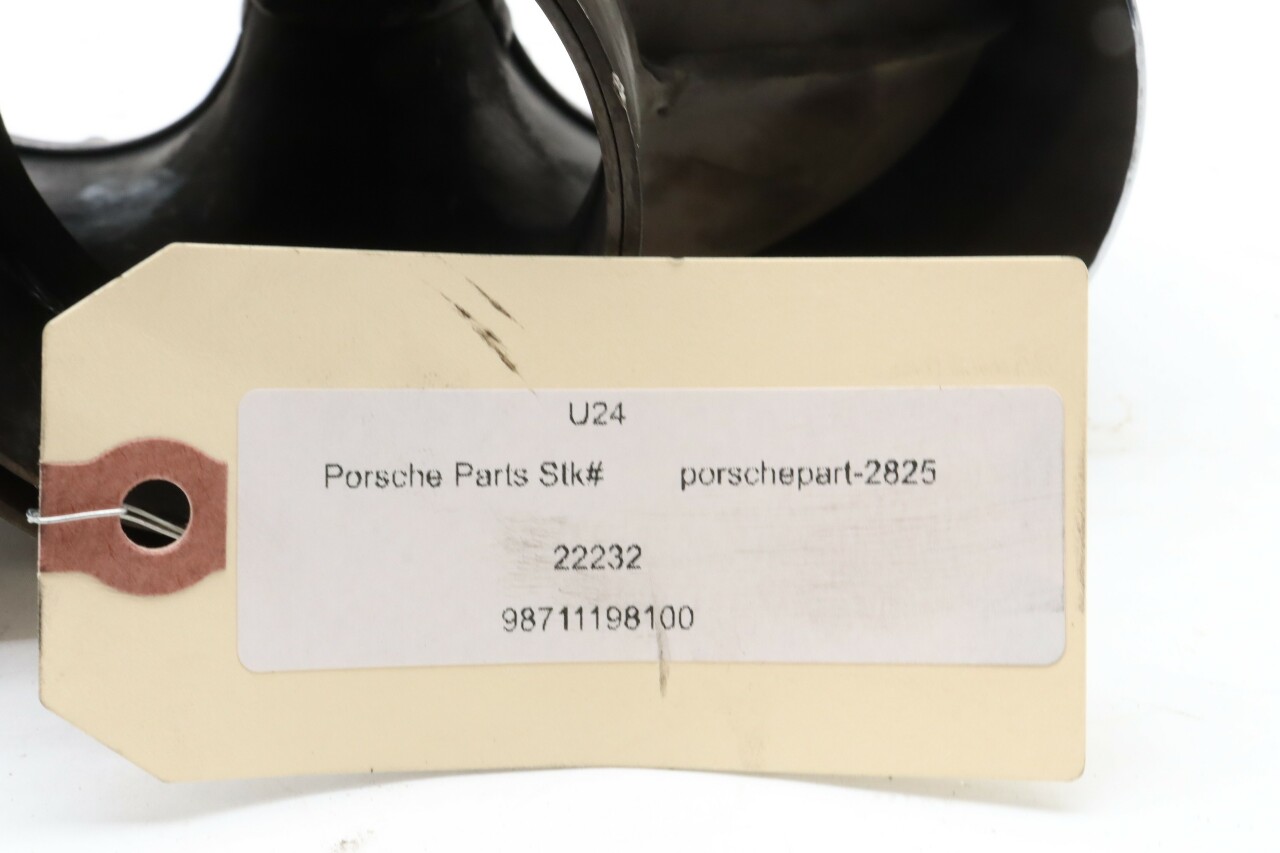 U24
Porsche Parts Stk# porschepart-2825
22232
98711198100